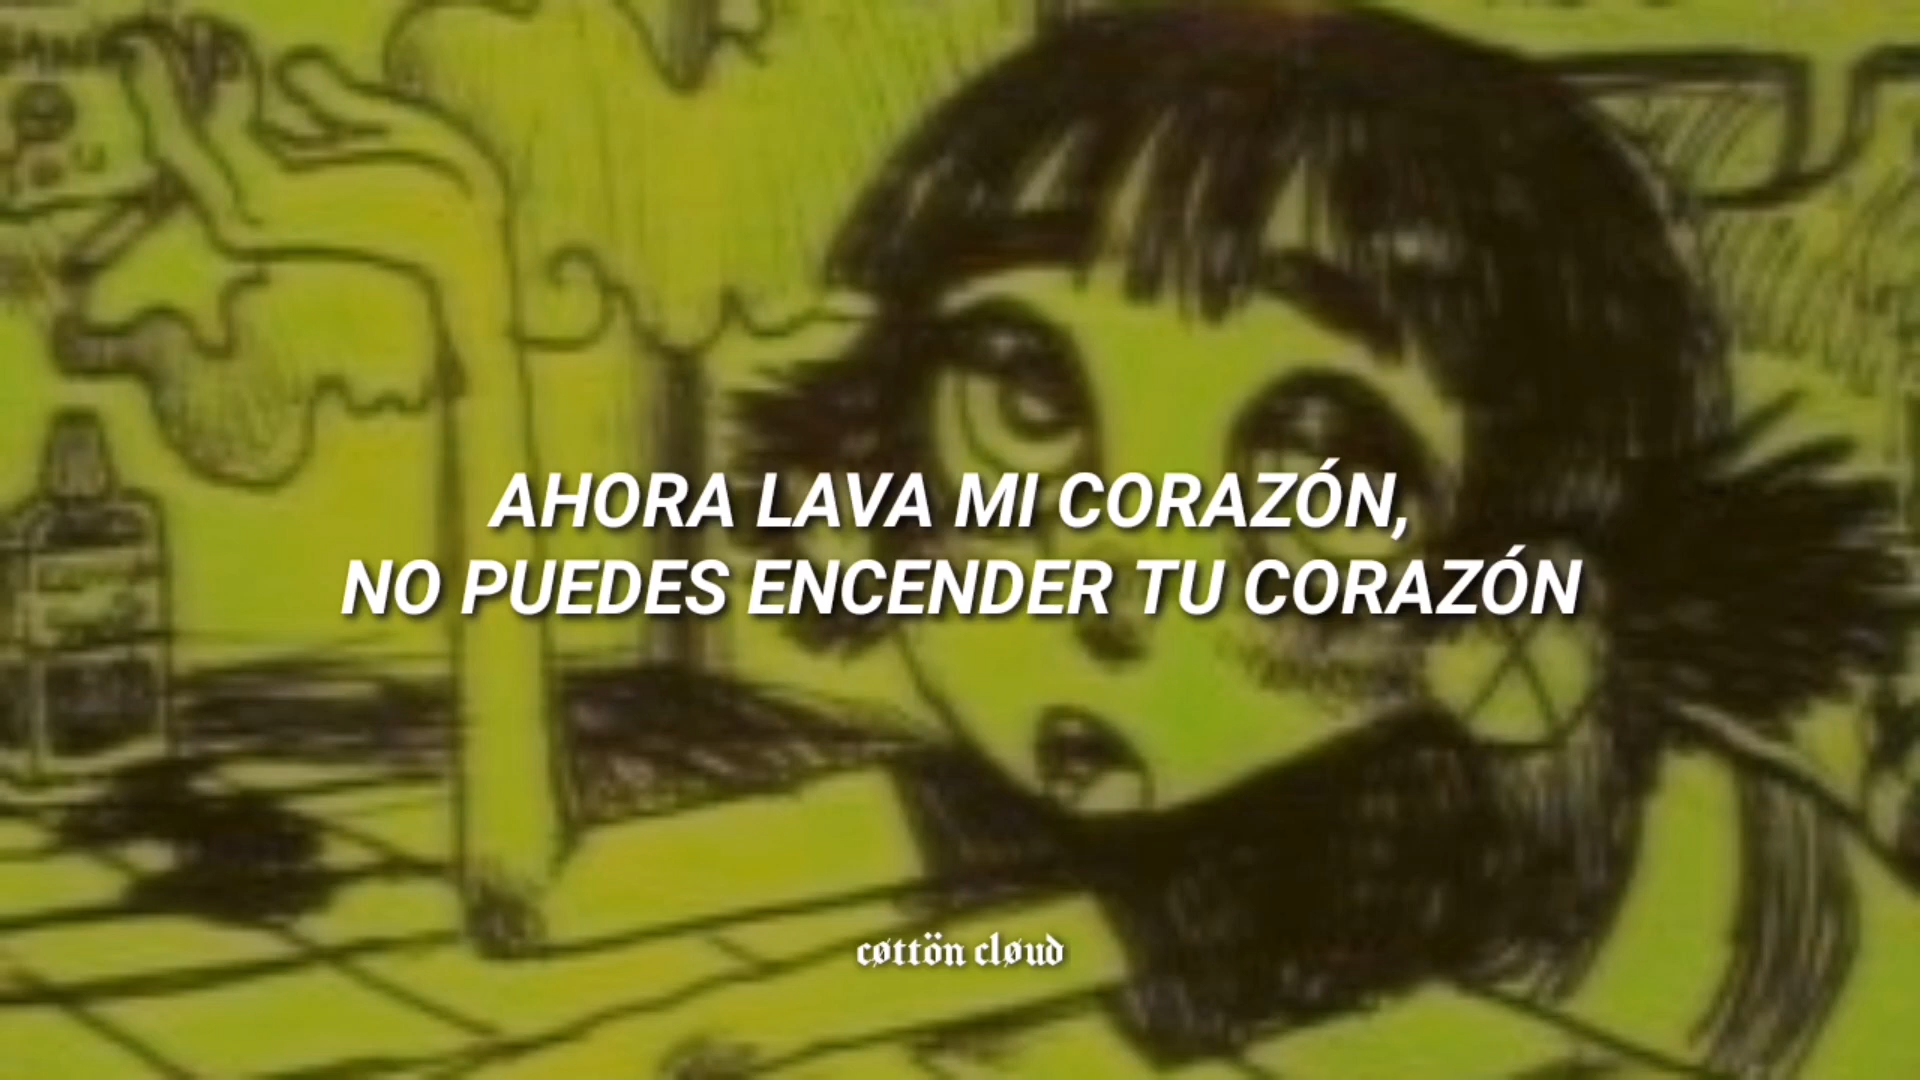 AHORA LAVA MI CORAZÓN,
NO PUEDES ENCENDER TU CORAZÓN
cøttön cløud